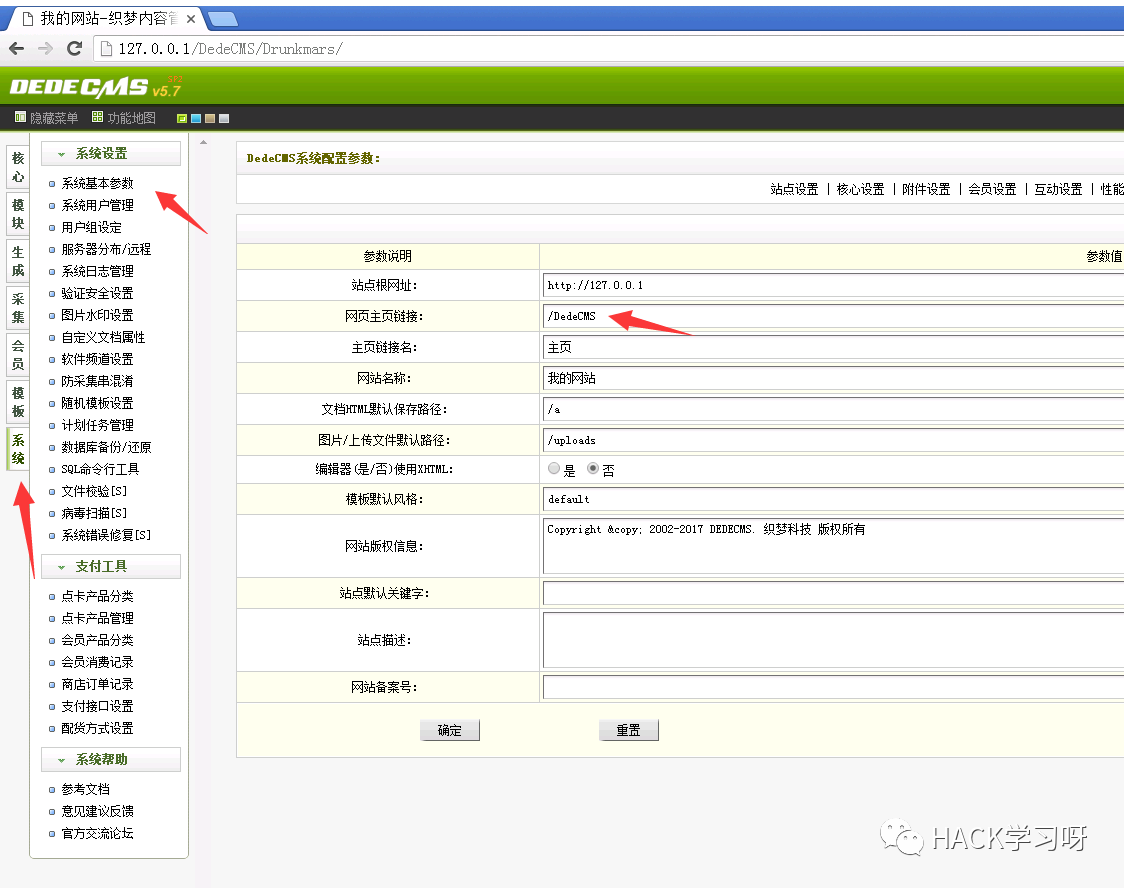 我的网站-织梦内容管
127.0.0.1/DedeCMS/Drunkmars/
DEDECMS v5.7 SP2
隐藏菜单 功能地图
核心
模块
生成
采集
会员
模板
系统
系统设置
系统基本参数
系统用户管理
用户组设定
服务器分布/远程
系统日志管理
验证安全设置
图片水印设置
自定义文档属性
软件频道设置
防采集串混淆
随机模板设置
计划任务管理
数据库备份/还原
SQL命令行工具
文件校验[S]
病毒扫描[S]
系统错误修复[S]
支付工具
点卡产品分类
点卡产品管理
会员产品分类
会员消费记录
商店订单记录
支付接口设置
配货方式设置
系统帮助
参考文档
意见建议反馈
官方交流论坛
DedeCMS系统配置参数：
站点设置 | 核心设置 | 附件设置 | 会员设置 | 互动设置 | 性能
参数说明 参数值
站点根网址： http://127.0.0.1
网页主页链接： /DedeCMS
主页链接名： 主页
网站名称： 我的网站
文档HTML默认保存路径： /a
图片/上传文件默认路径： /uploads
编辑器(是/否)使用XHTML： 是 否
模板默认风格： default
网站版权信息： Copyright &copy; 2002-2017 DEDECMS. 织梦科技 版权所有
站点默认关键字：
站点描述：
网站备案号：
确定 重置
HACK学习呀